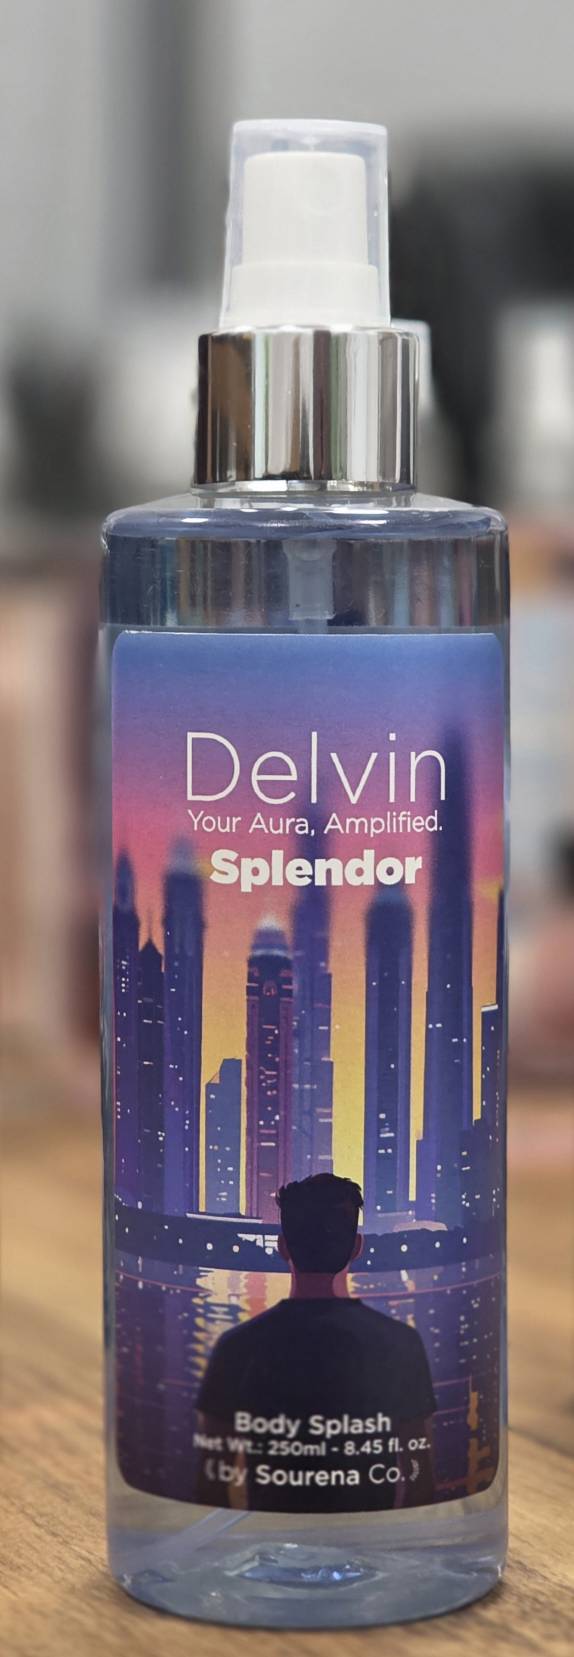 Delvin
Your Aura, Amplified.
Splendor
Body Splash
Net Wt.: 250ml - 8.45 fl. oz.
by Sourena Co.